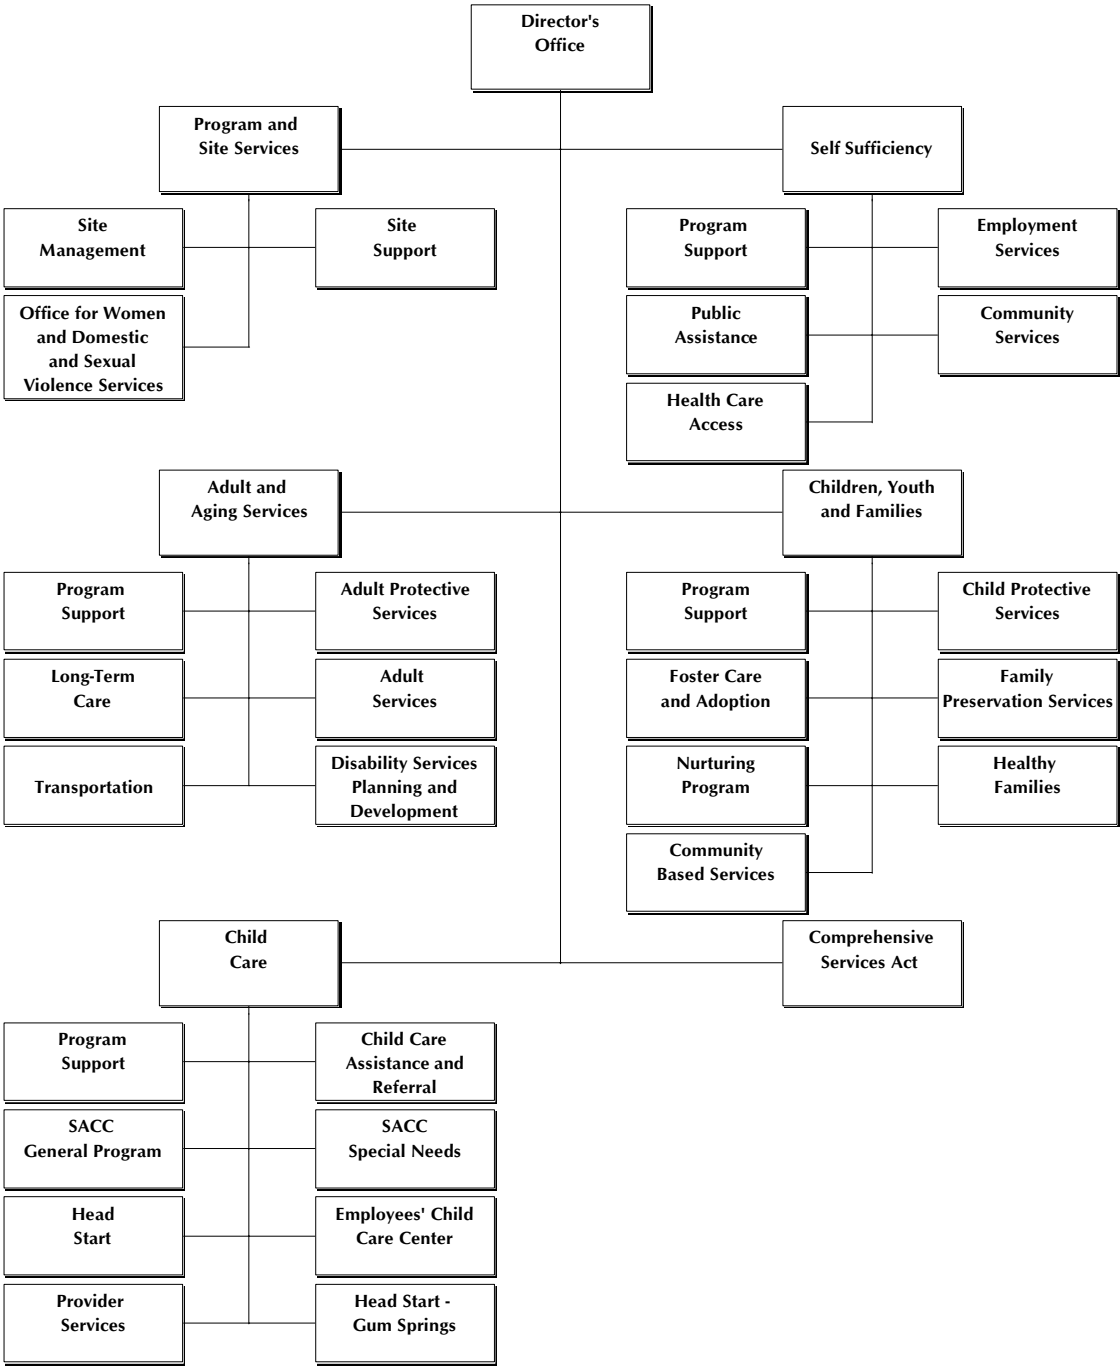 Director's
Office
Program and
Site Services
Self Sufficiency
Site
Management
Site
Support
Program
Support
Employment
Services
Office for Women
and Domestic
and Sexual
Violence Services
Public
Assistance
Community
Services
Health Care
Access
Adult and
Aging Services
Children, Youth
and Families
Program
Support
Adult Protective
Services
Program
Support
Child Protective
Services
Long-Term
Care
Adult
Services
Foster Care
and Adoption
Family
Preservation Services
Transportation
Disability Services
Planning and
Development
Nurturing
Program
Healthy
Families
Community
Based Services
Child
Care
Comprehensive
Services Act
Program
Support
Child Care
Assistance and
Referral
SACC
General Program
SACC
Special Needs
Head
Start
Employees' Child
Care Center
Provider
Services
Head Start -
Gum Springs